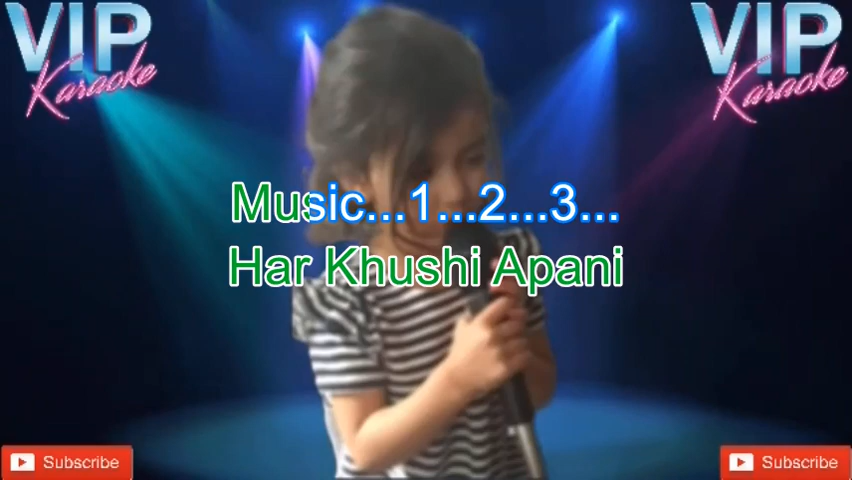 VIP VIP
Karaoke Karaoke
Music...1...2...3...
Har Khushi Apani
Subscribe Subscribe